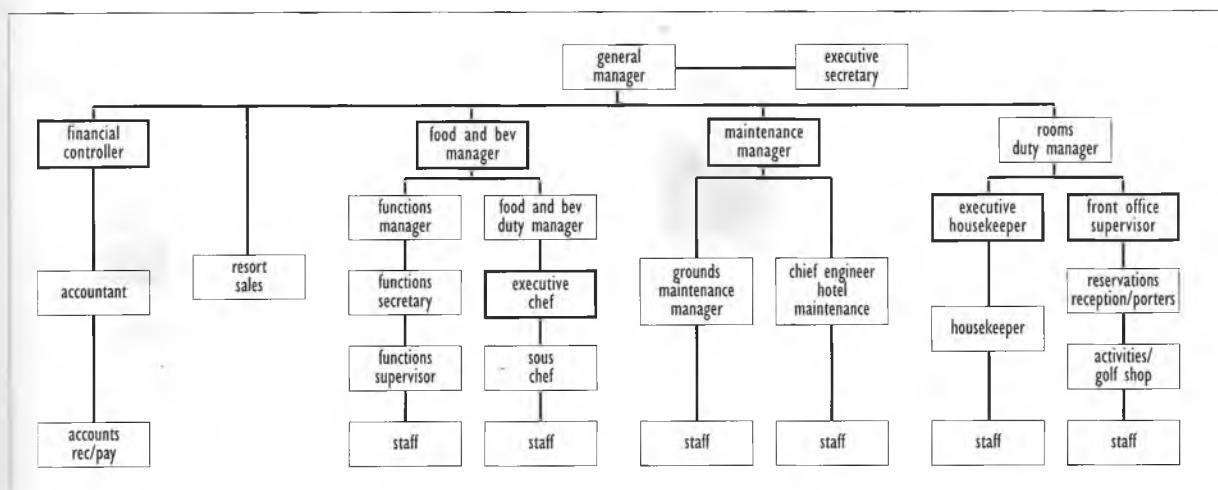 general
manager
executive
secretary
financial
controller
food and bev
manager
maintenance
manager
rooms
duty manager
functions
manager
food and bev
duty manager
executive
housekeeper
front office
supervisor
accountant
resort
sales
functions
secretary
executive
chef
grounds
maintenance
manager
chief engineer
hotel
maintenance
reservations
reception/porters
housekeeper
functions
supervisor
sous
chef
activities/
golf shop
accounts
rec/pay
staff
staff
staff
staff
staff
staff